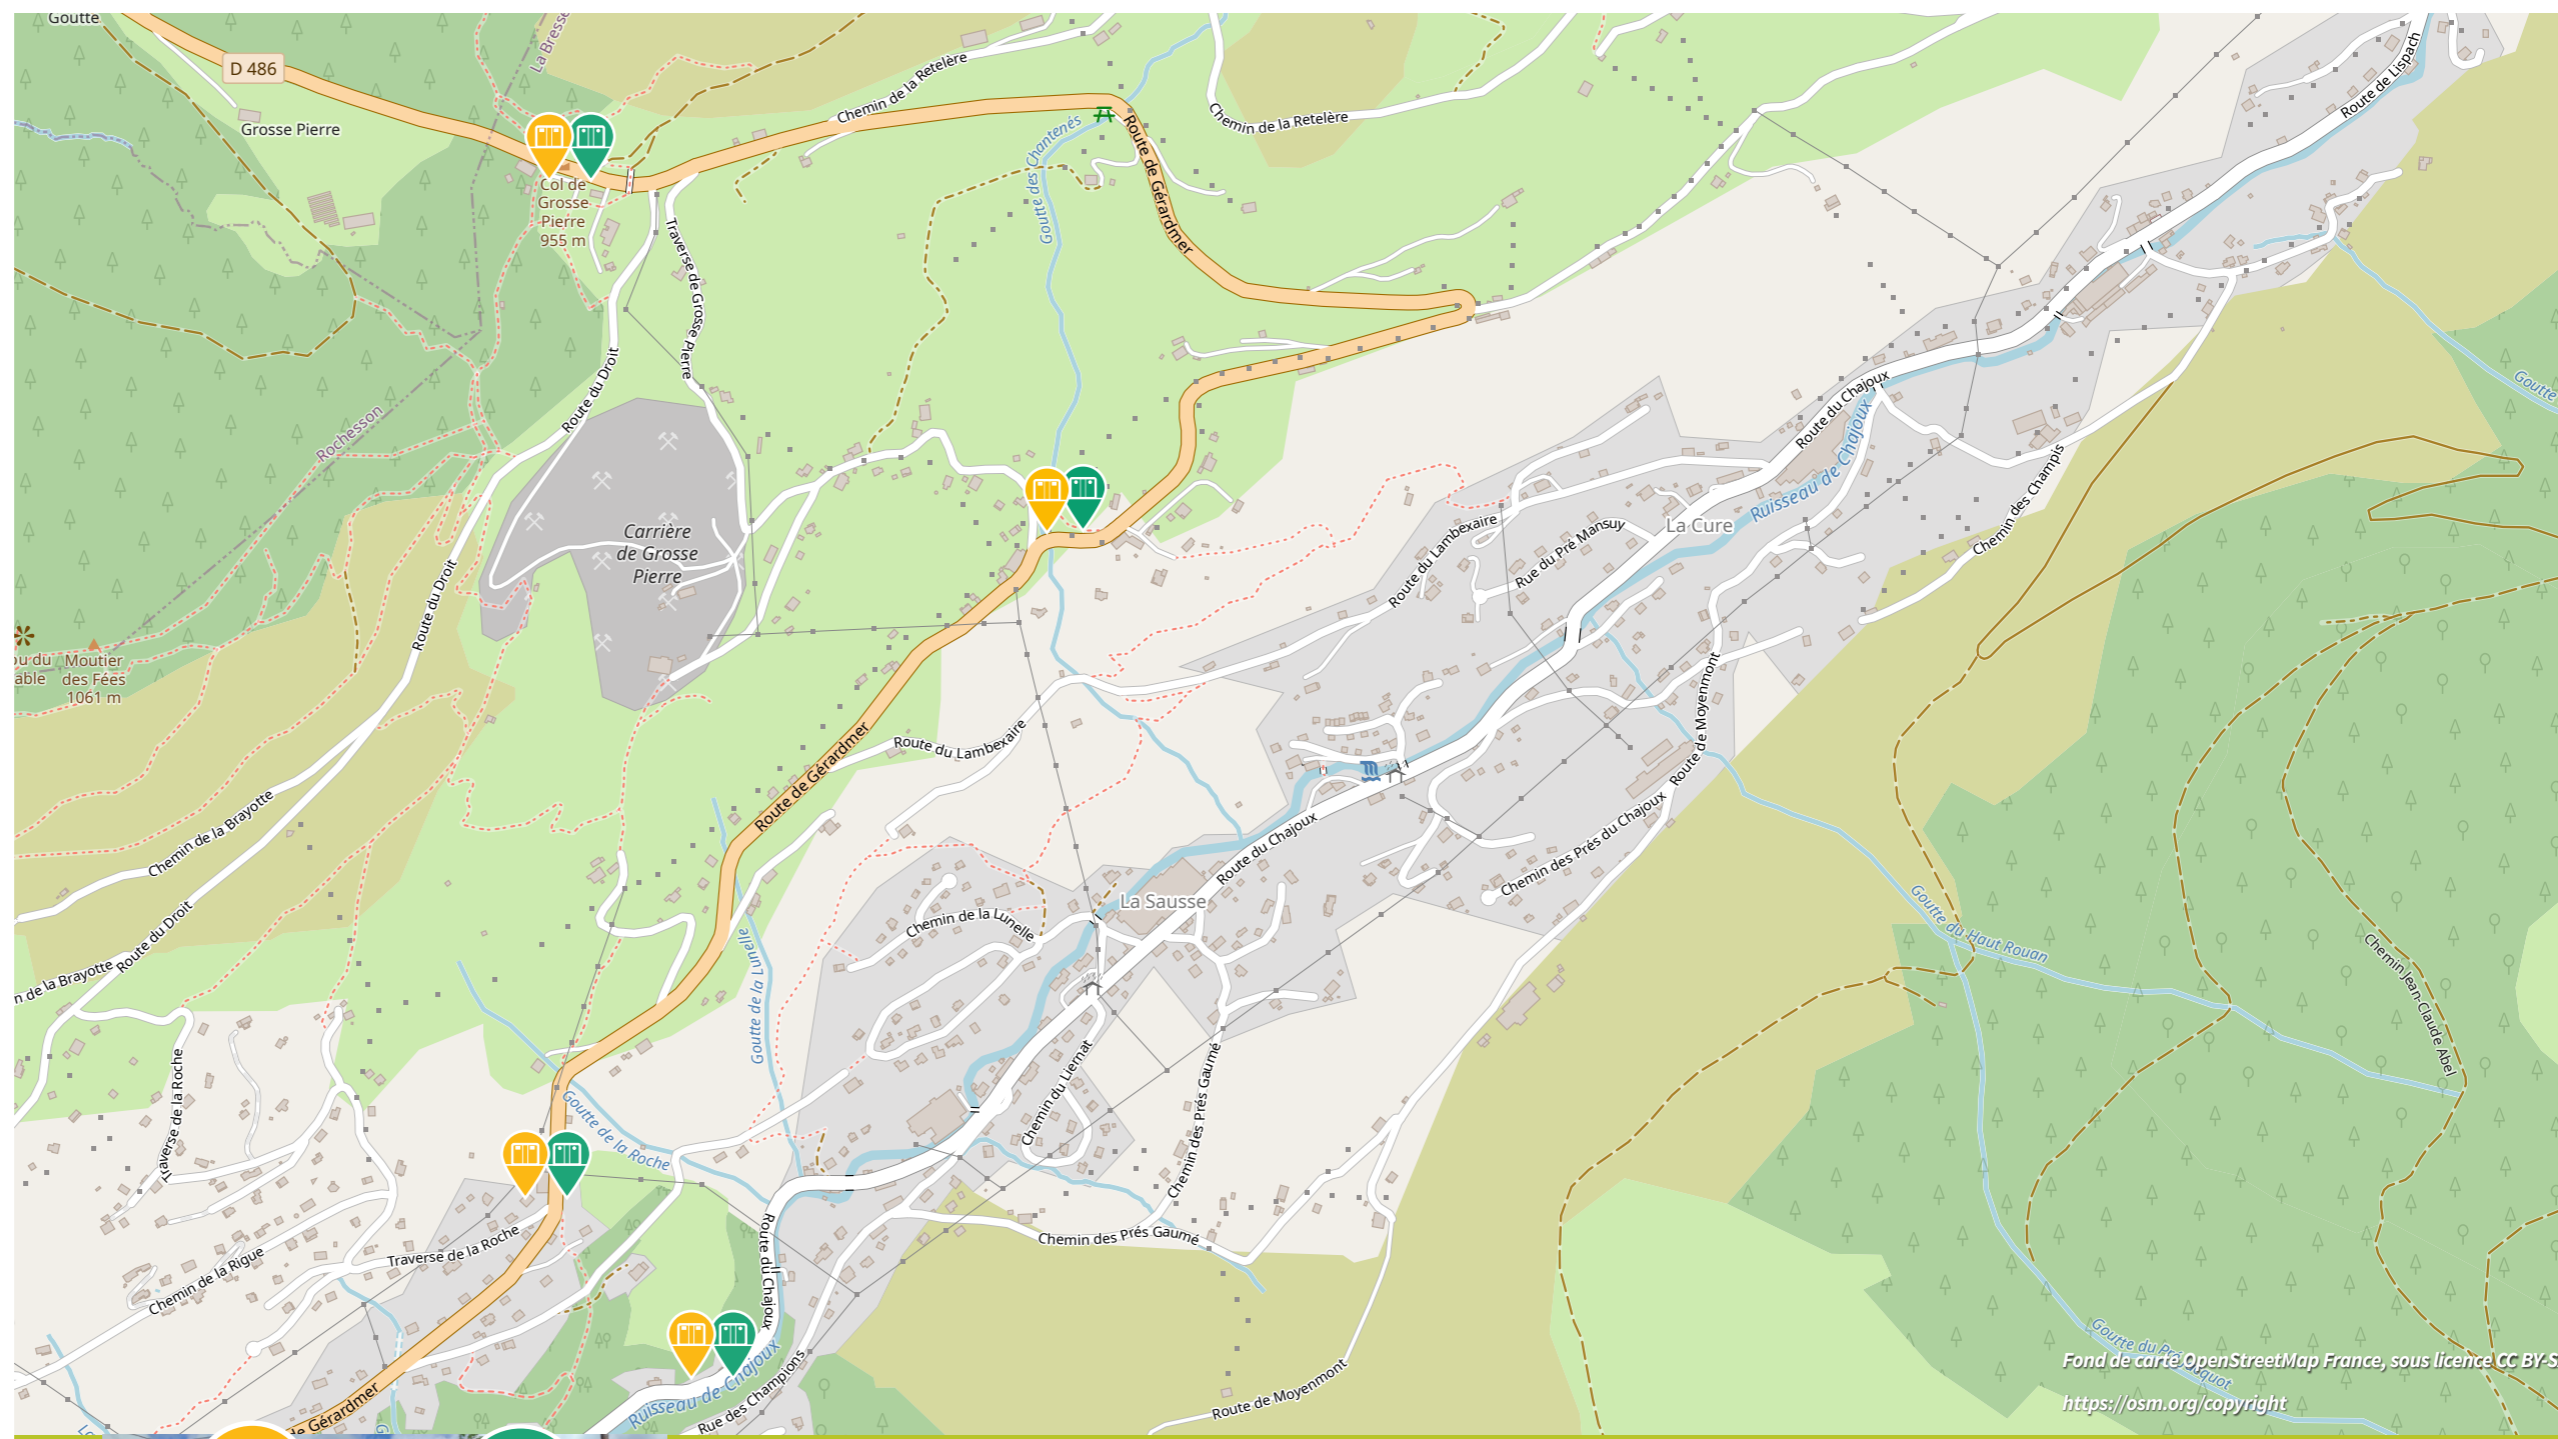 Goutte
La Bresse
D 486
Grosse Pierre
Chemin de la Retelère
Chemin de la Retelère
Route de Lispach
Goutte des Chantenés
Route de Gérardmer
Col de
Grosse
Pierre
955 m
Traverse de Grosse Pierre
Route du Droit
Rochesson
Route du Chajoux
Goutte
Ruisseau de Chajoux
Chemin des Champis
Carrière
de Grosse
Pierre
La Cure
Route du Lambexaire
Rue du Pré Mansuy
Route du Droit
ou du
able
Moutier
des Fées
1061 m
Route de Moyenmont
Route du Lambexaire
Route de Gérardmer
Chemin de la Brayotte
Route du Chajoux
Chemin des Prés du Chajoux
La Sausse
Chemin de la Lunelle
Route du Droit
n de la Brayotte
Goutte de la Lunelle
Goutte du Haut Rouan
Chemin Jean-Claude Abel
Traverse de la Roche
Goutte de la Roche
Chemin du Liernat
Chemin des Prés Gaumé
Chemin des Prés Gaumé
Traverse de la Roche
Chemin de la Rigue
Route du Chajoux
Ruisseau de Chajoux
Rue des Champions
Route de Moyenmont
de Gérardmer
Fond de carte OpenStreetMap France, sous licence CC BY-S
https://osm.org/copyright